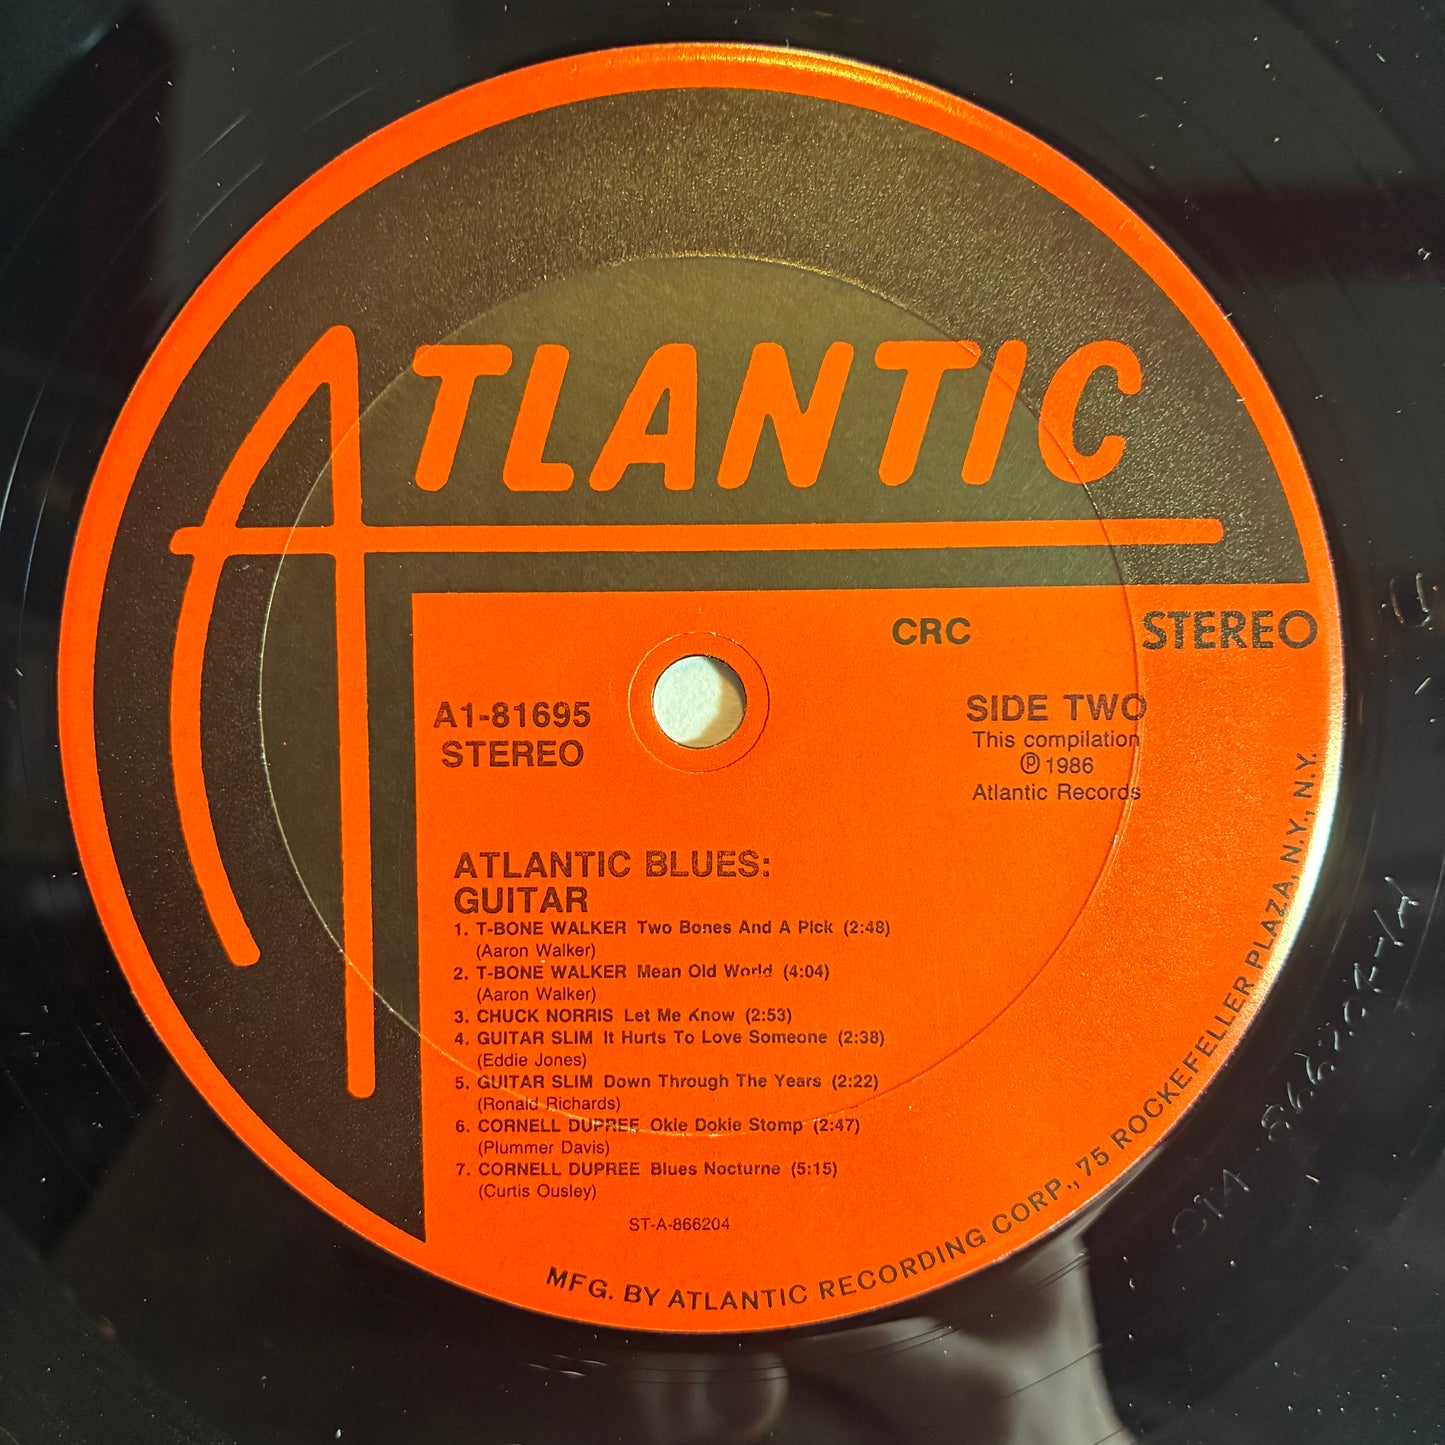 ATLANTIC
CRC
STEREO
A1-81695
STEREO
SIDE TWO
This compilation
℗ 1986
Atlantic Records
ATLANTIC BLUES:
GUITAR
1. T-BONE WALKER Two Bones And A Pick (2:48)
(Aaron Walker)
2. T-BONE WALKER Mean Old World (4:04)
(Aaron Walker)
3. CHUCK NORRIS Let Me Know (2:53)
4. GUITAR SLIM It Hurts To Love Someone (2:38)
(Eddie Jones)
5. GUITAR SLIM Down Through The Years (2:22)
(Ronald Richards)
6. CORNELL DUPREE Okie Dokie Stomp (2:47)
(Plummer Davis)
7. CORNELL DUPREE Blues Nocturne (5:15)
(Curtis Ousley)
ST-A-866204
MFG. BY ATLANTIC RECORDING CORP., 75 ROCKEFELLER PLAZA, N.Y., N.Y.